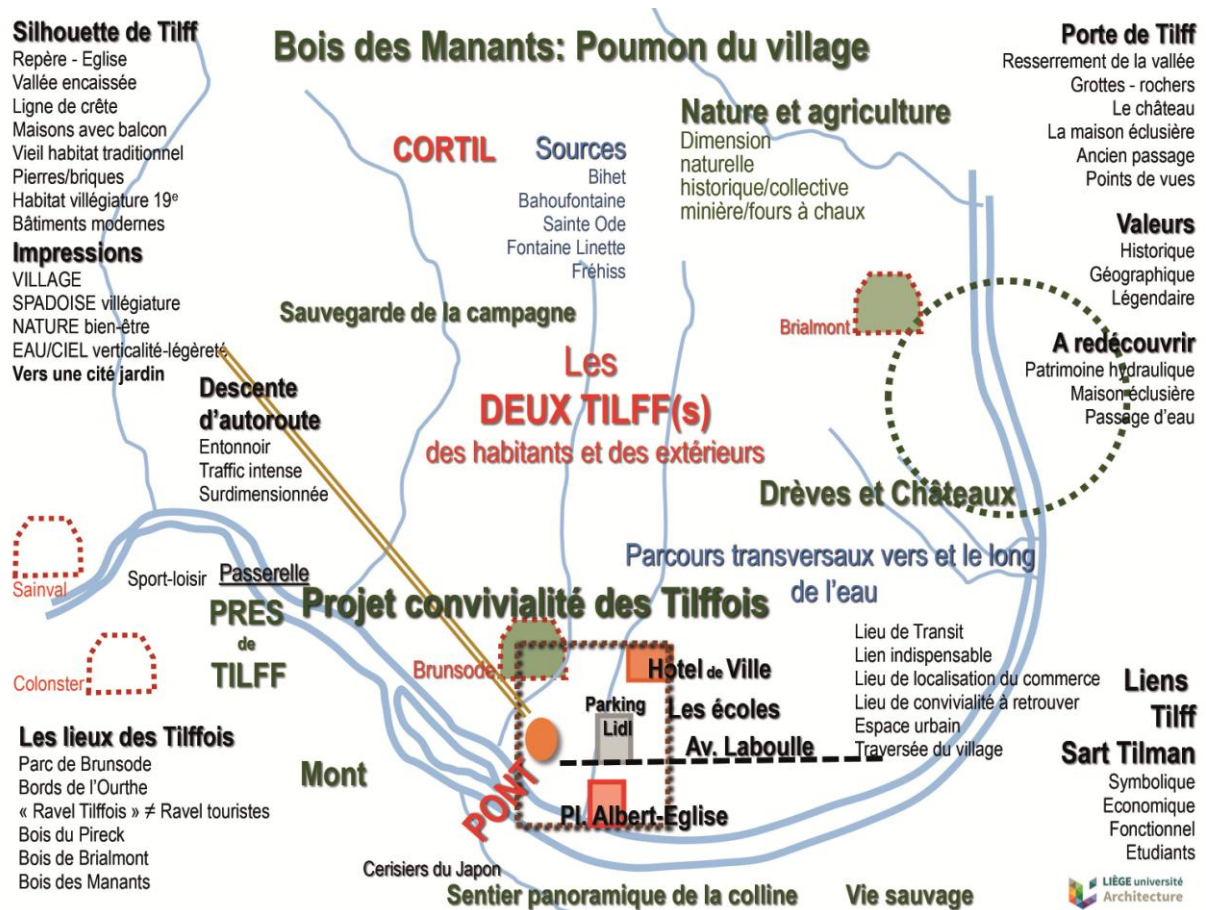 Silhouette de Tilff
Repère - Eglise
Vallée encaissée
Ligne de crête
Maisons avec balcon
Vieil habitat traditionnel
Pierres/briques
Habitat villégiature 19e
Bâtiments modernes
Impressions
VILLAGE
SPADOISE villégiature
NATURE bien-être
EAU/CIEL verticalité-légèreté
Vers une cité jardin
Bois des Manants: Poumon du village
CORTIL
Sources
Bihet
Bahoufontaine
Sainte Ode
Fontaine Linette
Fréhiss
Nature et agriculture
Dimension
naturelle
historique/collective
minière/fours à chaux
Porte de Tilff
Resserrement de la vallée
Grottes - rochers
Le château
La maison éclusière
Ancien passage
Points de vues
Valeurs
Historique
Géographique
Légendaire
A redécouvrir
Patrimoine hydraulique
Maison éclusière
Passage d'eau
Brialmont
Sauvegarde de la campagne
Les
DEUX TILFF(s)
des habitants et des extérieurs
Descente
d'autoroute
Entonnoir
Traffic intense
Surdimensionnée
Drèves et Châteaux
Parcours transversaux vers et le long
de l'eau
Sainval
Sport-loisir
Passerelle
PRES
de
TILFF
Colonster
Projet convivialité des Tilffois
Brunsode
Hotel de Ville
Parking
Lidl
Les écoles
Av. Laboulle
Pl. Albert-Eglise
PONT
Mont
Lieu de Transit
Lien indispensable
Lieu de localisation du commerce
Lieu de convivialité à retrouver
Espace urbain
Traversée du village
Liens
Tilff
Sart Tilman
Symbolique
Economique
Fonctionnel
Etudiants
Les lieux des Tilffois
Parc de Brunsode
Bords de l'Ourthe
« Ravel Tilffois » ≠ Ravel touristes
Bois du Pireck
Bois de Brialmont
Bois des Manants
Cerisiers du Japon
Sentier panoramique de la colline
Vie sauvage
LIÈGE université
Architecture